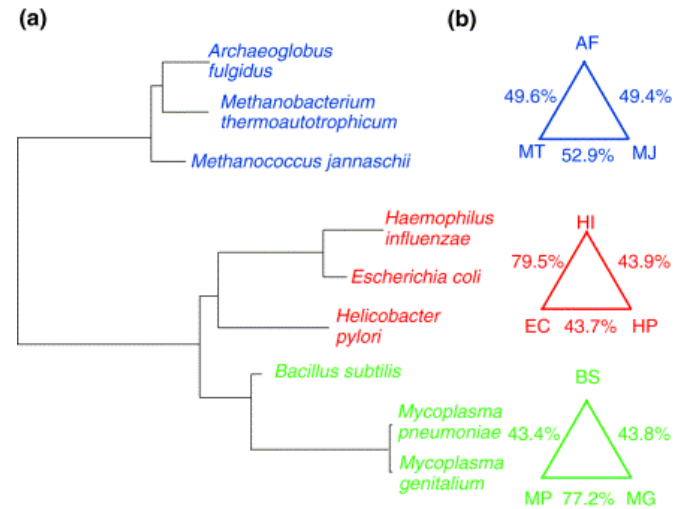 (a)
Archaeoglobus
fulgidus
Methanobacterium
thermoautotrophicum
Methanococcus jannaschii
Haemophilus
influenzae
Escherichia coli
Helicobacter
pylori
Bacillus subtilis
Mycoplasma
pneumoniae
Mycoplasma
genitalium
(b)
AF
49.6% 49.4%
MT 52.9% MJ
HI
79.5% 43.9%
EC 43.7% HP
BS
43.4% 43.8%
MP 77.2% MG